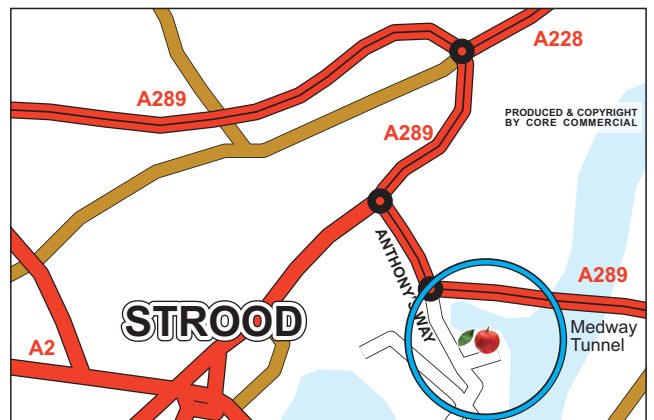 A228
A289
PRODUCED & COPYRIGHT
BY CORE COMMERCIAL
A289
ANTHONY'S WAY
A289
STROOD
Medway
Tunnel
A2